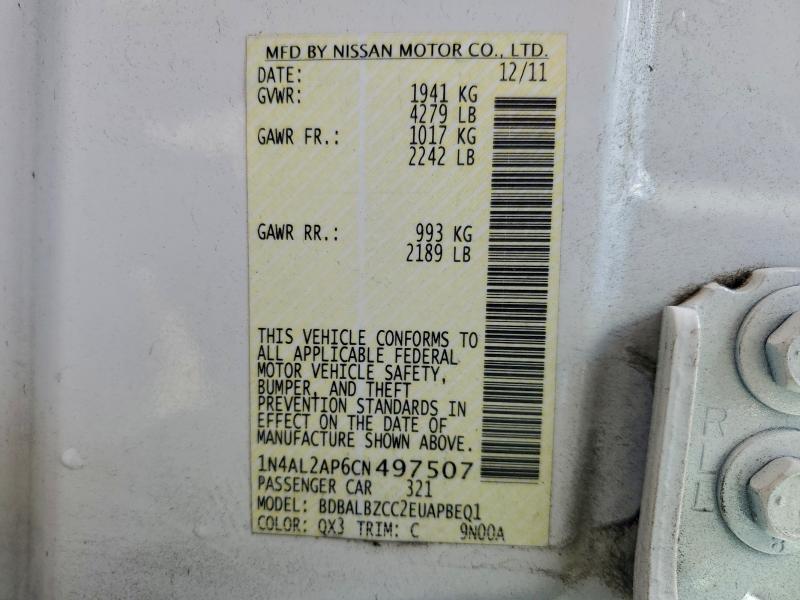 MFD BY NISSAN MOTOR CO., LTD.
DATE: 12/11
GVWR: 1941 KG
4279 LB
GAWR FR.: 1017 KG
2242 LB
GAWR RR.: 993 KG
2189 LB
THIS VEHICLE CONFORMS TO
ALL APPLICABLE FEDERAL
MOTOR VEHICLE SAFETY,
BUMPER, AND THEFT
PREVENTION STANDARDS IN
EFFECT ON THE DATE OF
MANUFACTURE SHOWN ABOVE.
1N4AL2AP6CN497507
PASSENGER CAR 321
MODEL: BDBALBZCC2EUAPBEQ1
COLOR: QX3 TRIM: C 9N00A